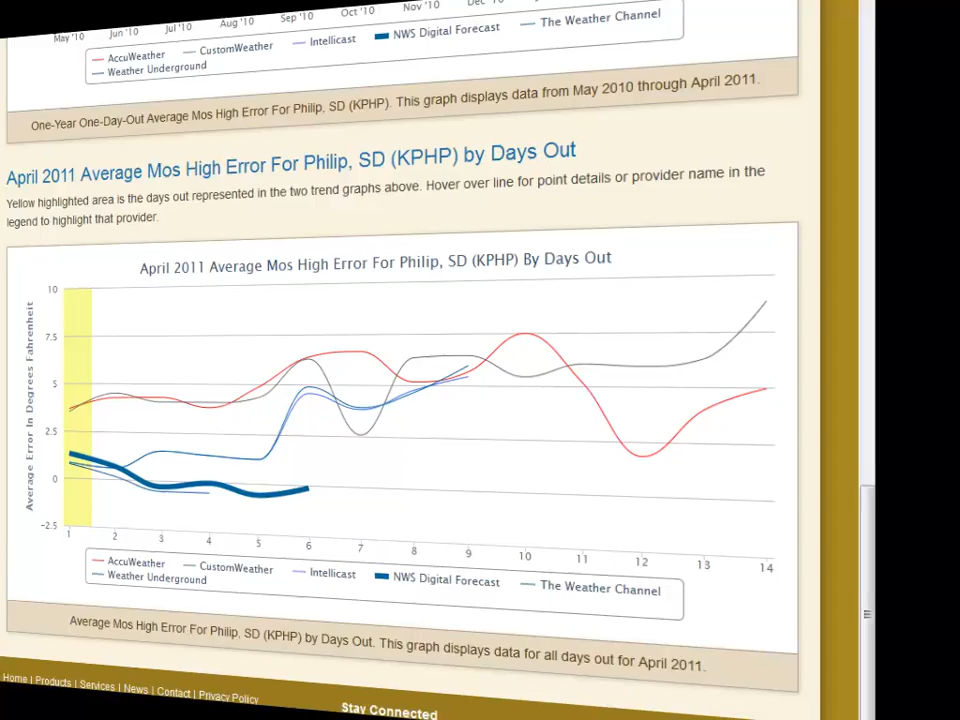 May '10 Jun '10 Jul '10 Aug '10 Sep '10 Oct '10 Nov '10
AccuWeather CustomWeather Intellicast NWS Digital Forecast The Weather Channel
Weather Underground
One-Year One-Day-Out Average Mos High Error For Philip, SD (KPHP). This graph displays data from May 2010 through April 2011.
April 2011 Average Mos High Error For Philip, SD (KPHP) by Days Out
Yellow highlighted area is the days out represented in the two trend graphs above. Hover over line for point details or provider name in the
legend to highlight that provider.
April 2011 Average Mos High Error For Philip, SD (KPHP) By Days Out
Average Error In Degrees Fahrenheit
10
7.5
5
2.5
0
−2.5
1 2 3 4 5 6 7 8 9 10 11 12 13 14
AccuWeather CustomWeather Intellicast NWS Digital Forecast The Weather Channel
Weather Underground
Average Mos High Error For Philip, SD (KPHP) by Days Out. This graph displays data for all days out for April 2011.
Home | Products | Services | News | Contact | Privacy Policy
Stay Connected